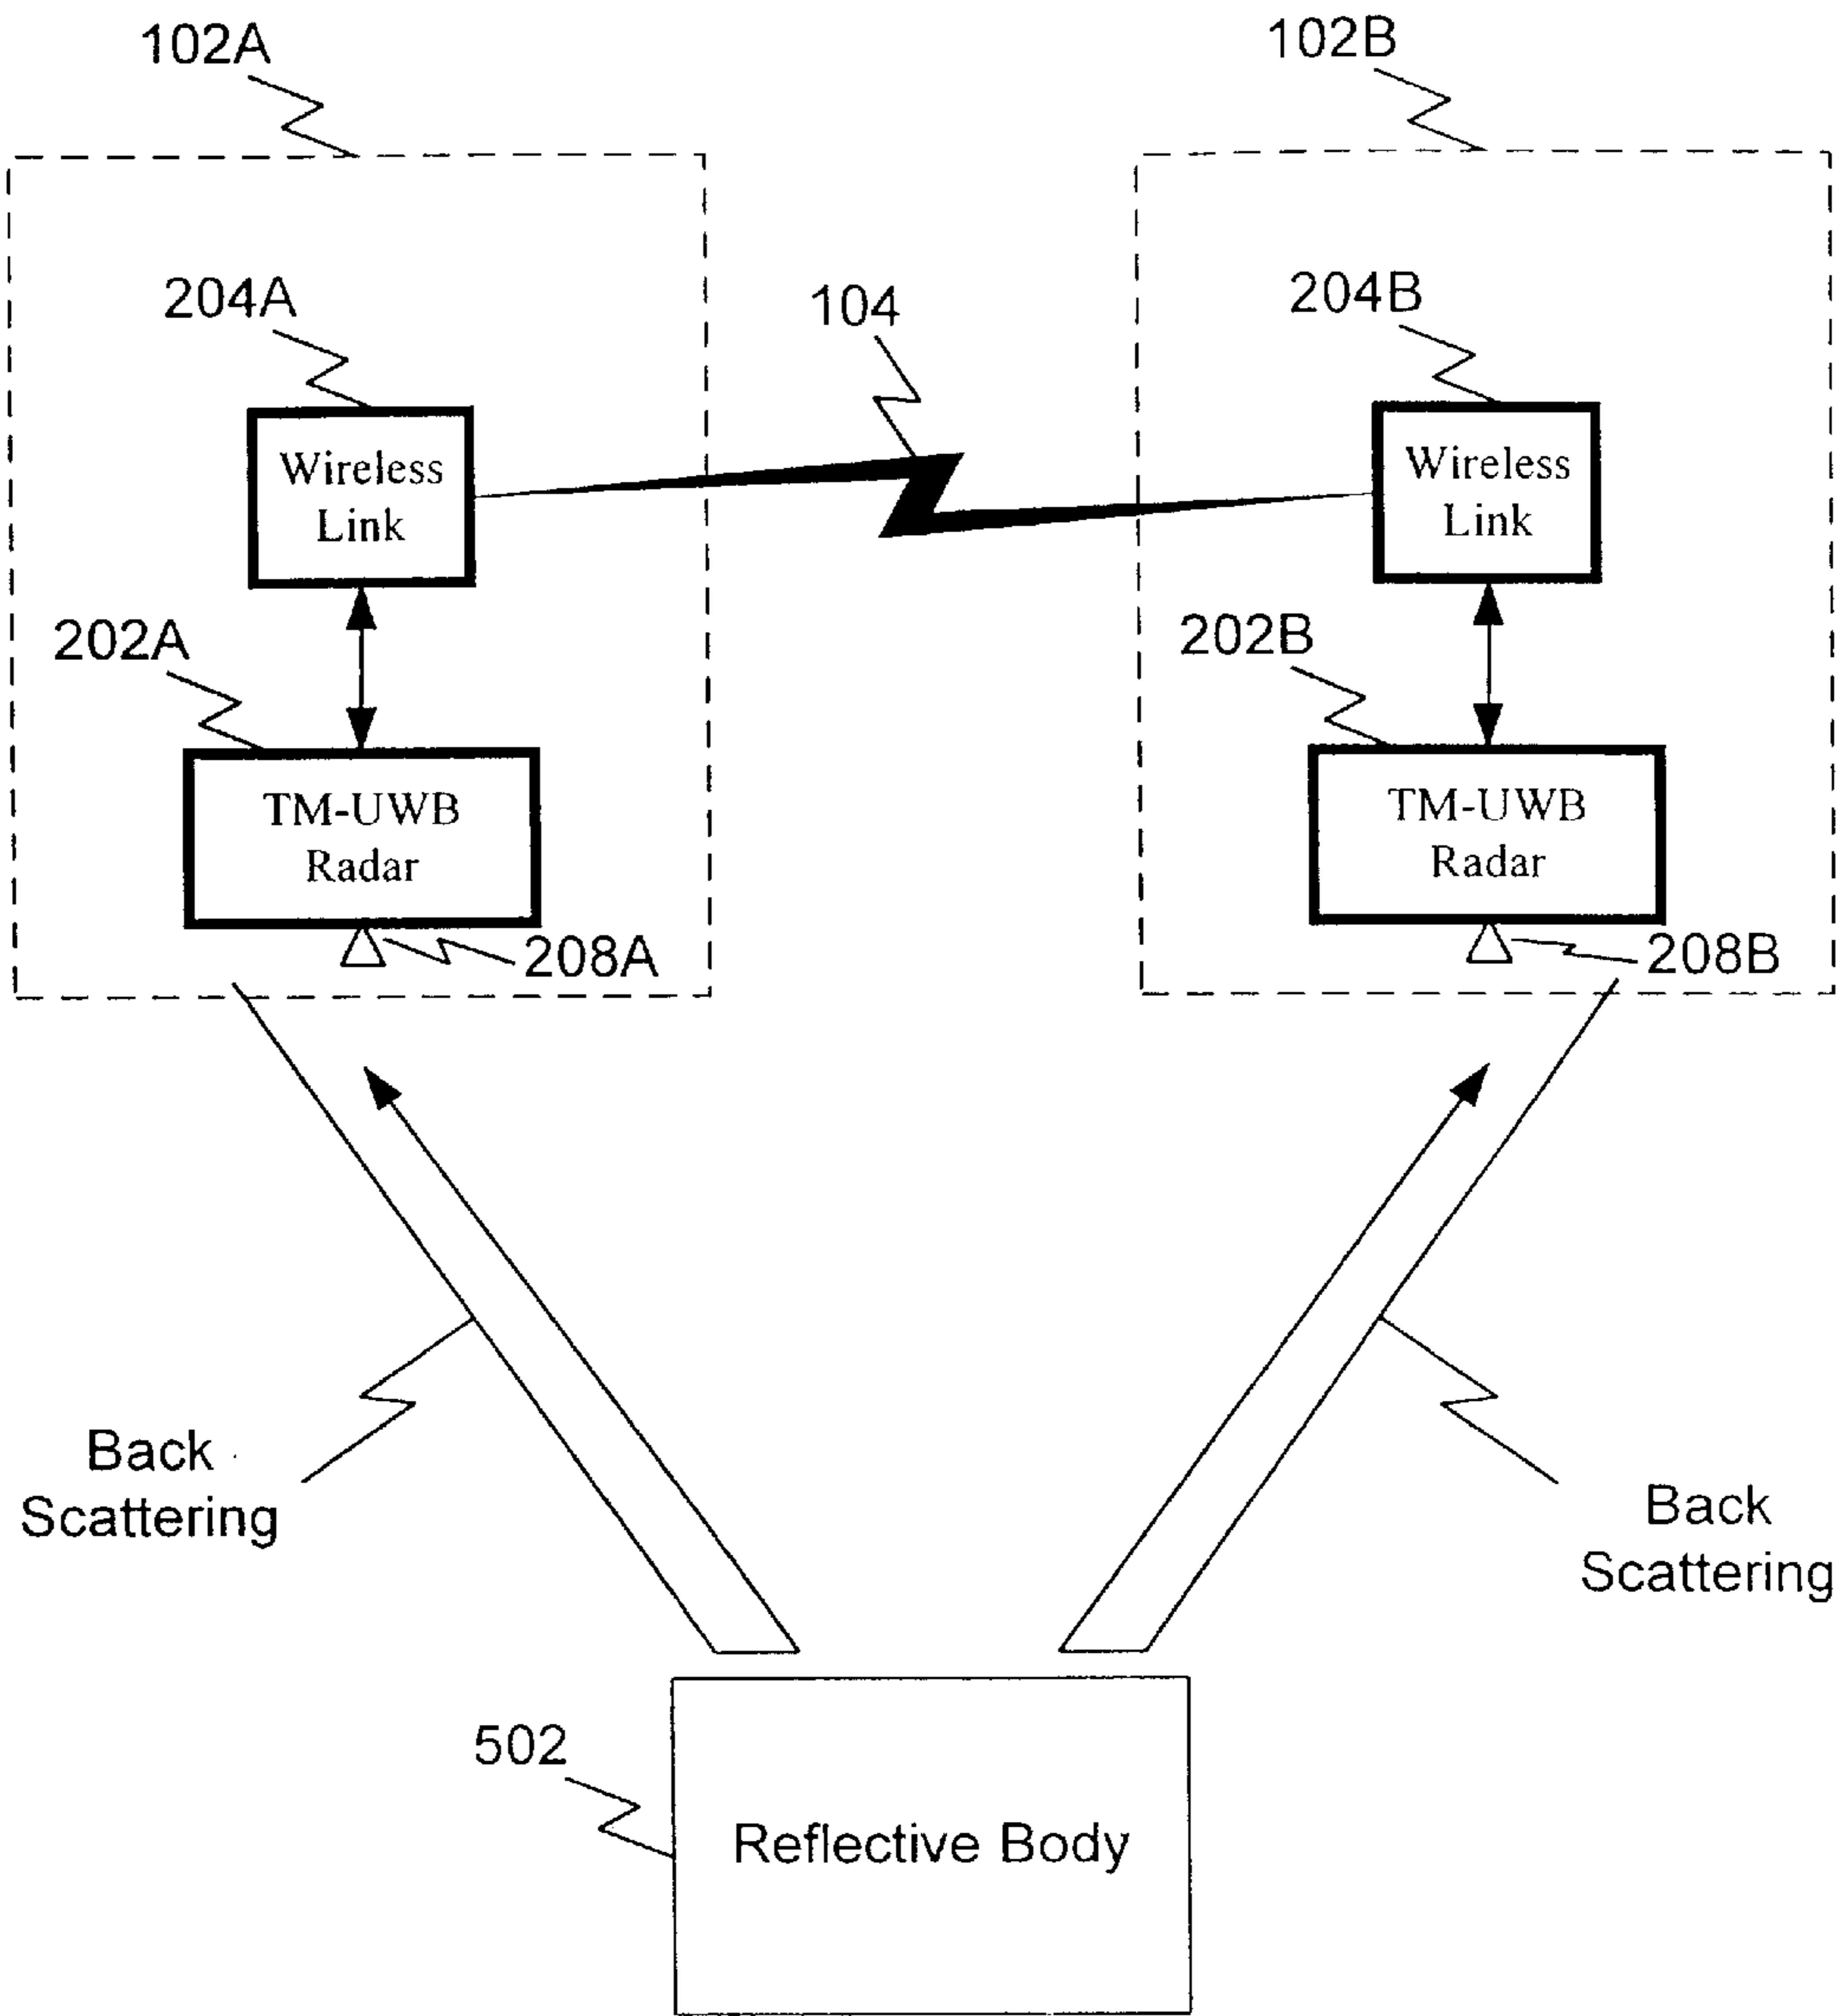 102A
102B
204A
104
204B
Wireless
Link
Wireless
Link
202A
202B
TM-UWB
Radar
TM-UWB
Radar
208A
208B
Back
Scattering
Back
Scattering
502
Reflective Body